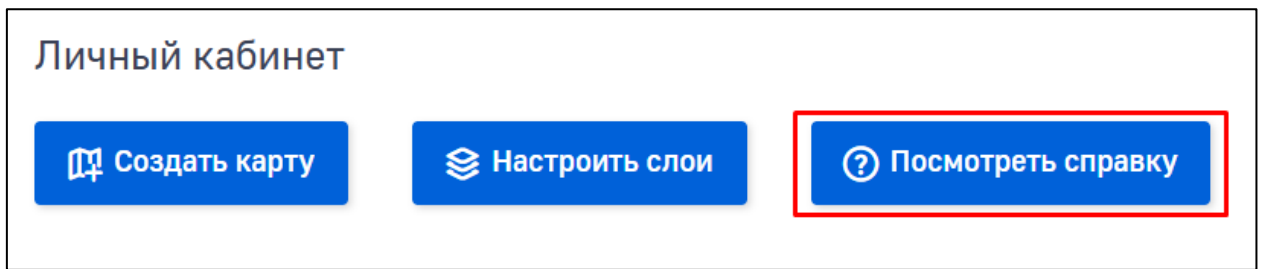 Личный кабинет
Создать карту Настроить слои Посмотреть справку